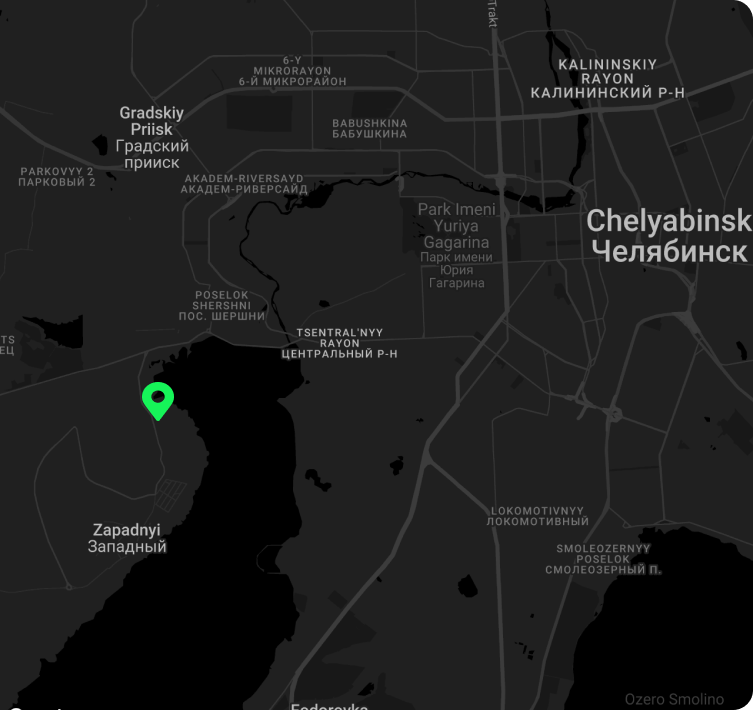 Trakt
6-Y
MIKRORAYON
6-Й МИКРОРАЙОН
KALININSKIY
RAYON
КАЛИНИНСКИЙ Р-Н
Gradskiy
Priisk
Градский
прииск
BABUSHKINA
БАБУШКИНА
PARKOVYY 2
ПАРКОВЫЙ 2
AKADEM-RIVERSAYD
АКАДЕМ-РИВЕРСАЙД
Park Imeni
Yuriya
Gagarina
Парк имени
Юрия
Гагарина
Chelyabinsk
Челябинск
POSELOK
SHERSHNI
ПОС. ШЕРШНИ
TSENTRAL'NYY
RAYON
ЦЕНТРАЛЬНЫЙ Р-Н
TS
ЕЦ
Zapadnyi
Западный
LOKOMOTIVNYY
ЛОКОМОТИВНЫЙ
SMOLEOZERNYY
POSELOK
СМОЛЕОЗЕРНЫЙ П.
Ozero Smolino
Fedorovka